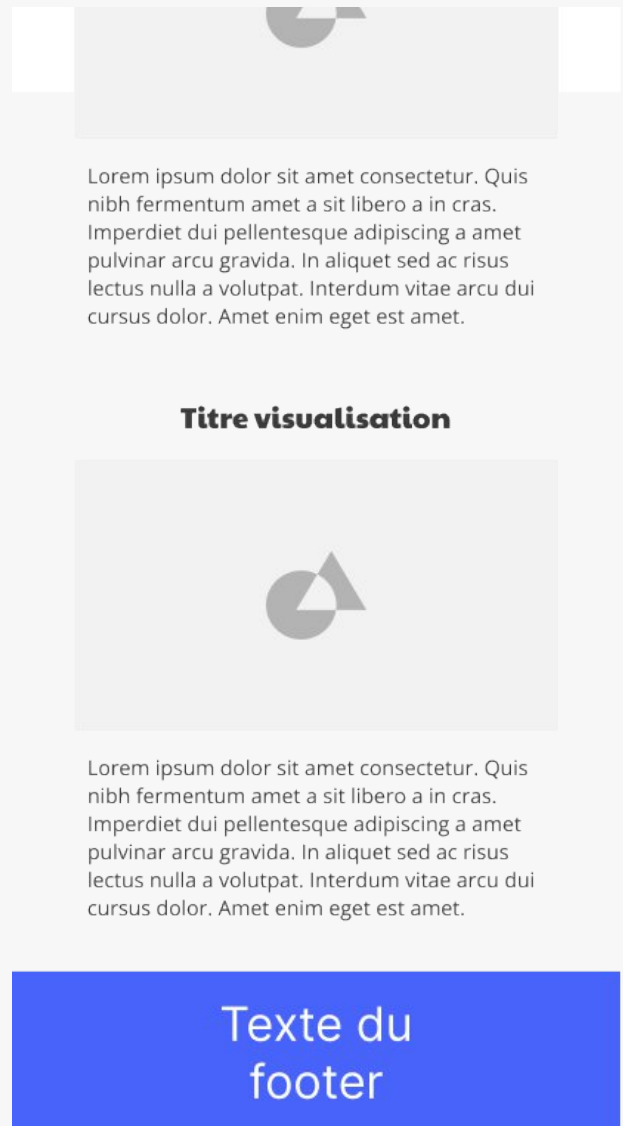 Lorem ipsum dolor sit amet consectetur. Quis
nibh fermentum amet a sit libero a in cras.
Imperdiet dui pellentesque adipiscing a amet
pulvinar arcu gravida. In aliquet sed ac risus
lectus nulla a volutpat. Interdum vitae arcu dui
cursus dolor. Amet enim eget est amet.
Titre visualisation
Lorem ipsum dolor sit amet consectetur. Quis
nibh fermentum amet a sit libero a in cras.
Imperdiet dui pellentesque adipiscing a amet
pulvinar arcu gravida. In aliquet sed ac risus
lectus nulla a volutpat. Interdum vitae arcu dui
cursus dolor. Amet enim eget est amet.
Texte du
footer